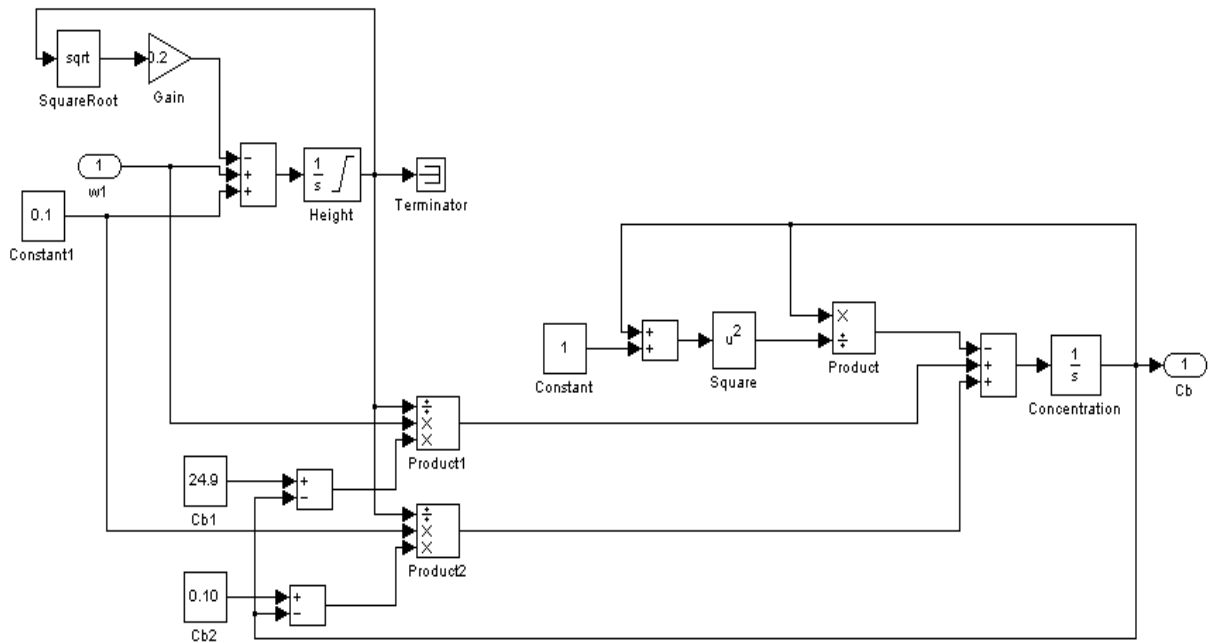 sqrt
SquareRoot
0.2
Gain
1
w1
−
+
+
1
s
Height
Terminator
0.1
Constant1
1
Constant
+
+
u2
Square
×
÷
Product
−
+
+
1
s
Concentration
1
Cb
÷
×
×
Product1
24.9
Cb1
+
−
÷
×
×
Product2
0.10
Cb2
+
−